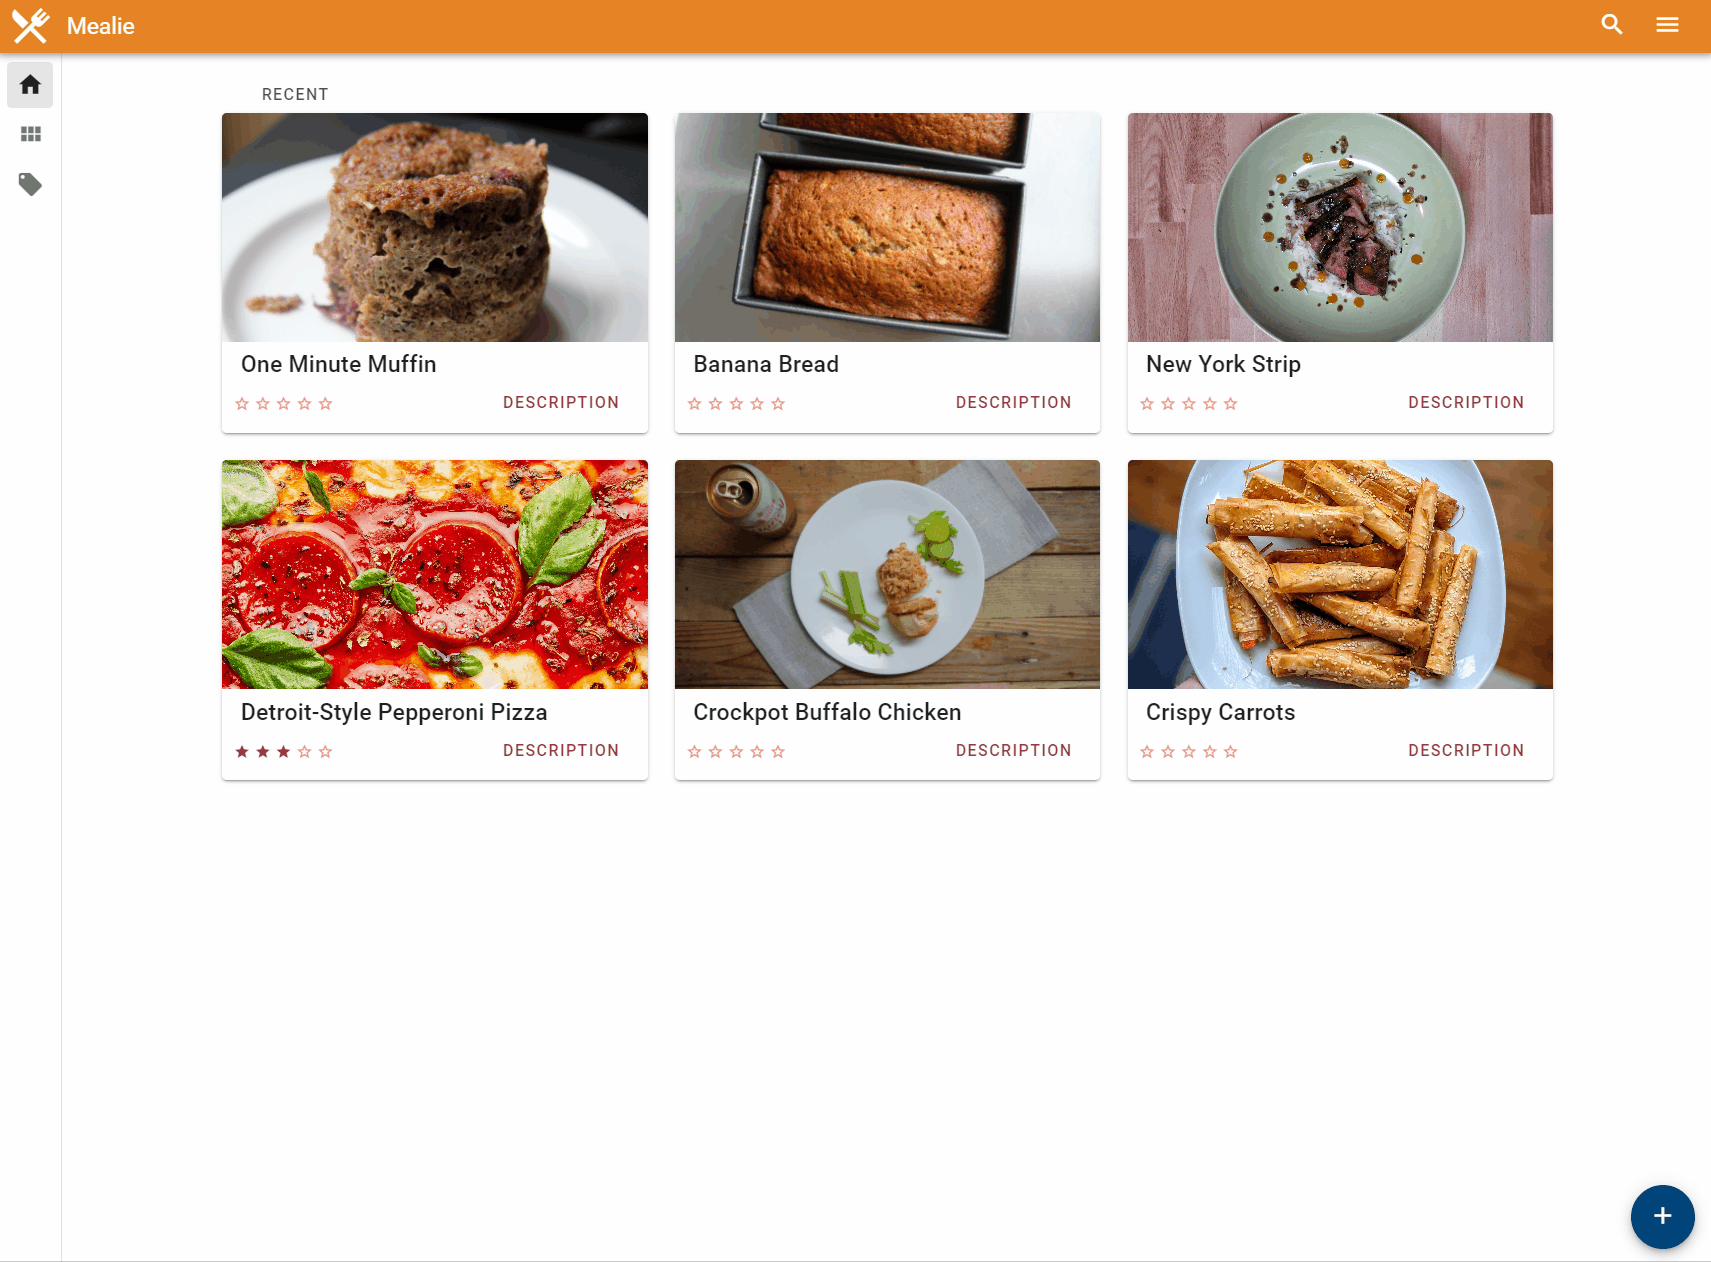 Mealie
RECENT
One Minute Muffin
DESCRIPTION
Banana Bread
DESCRIPTION
New York Strip
DESCRIPTION
Detroit-Style Pepperoni Pizza
DESCRIPTION
Crockpot Buffalo Chicken
DESCRIPTION
Crispy Carrots
DESCRIPTION